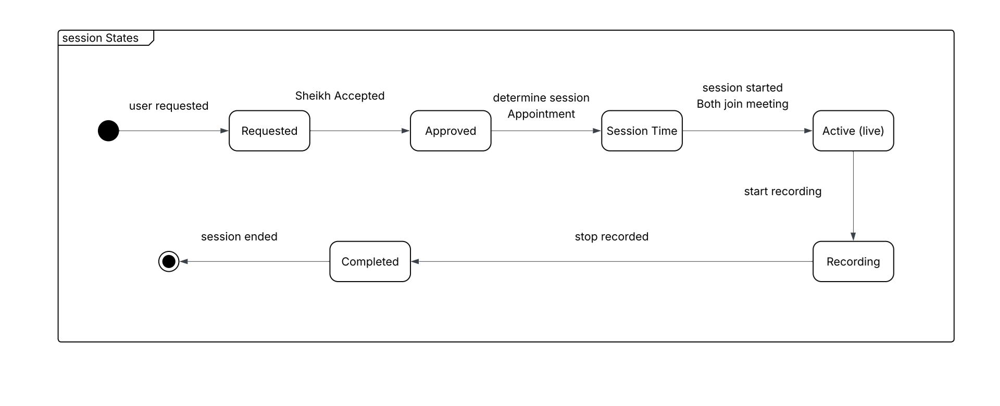 session States
user requested
Sheikh Accepted
determine session
Appointment
session started
Both join meeting
Requested
Approved
Session Time
Active (live)
start recording
session ended
stop recorded
Completed
Recording